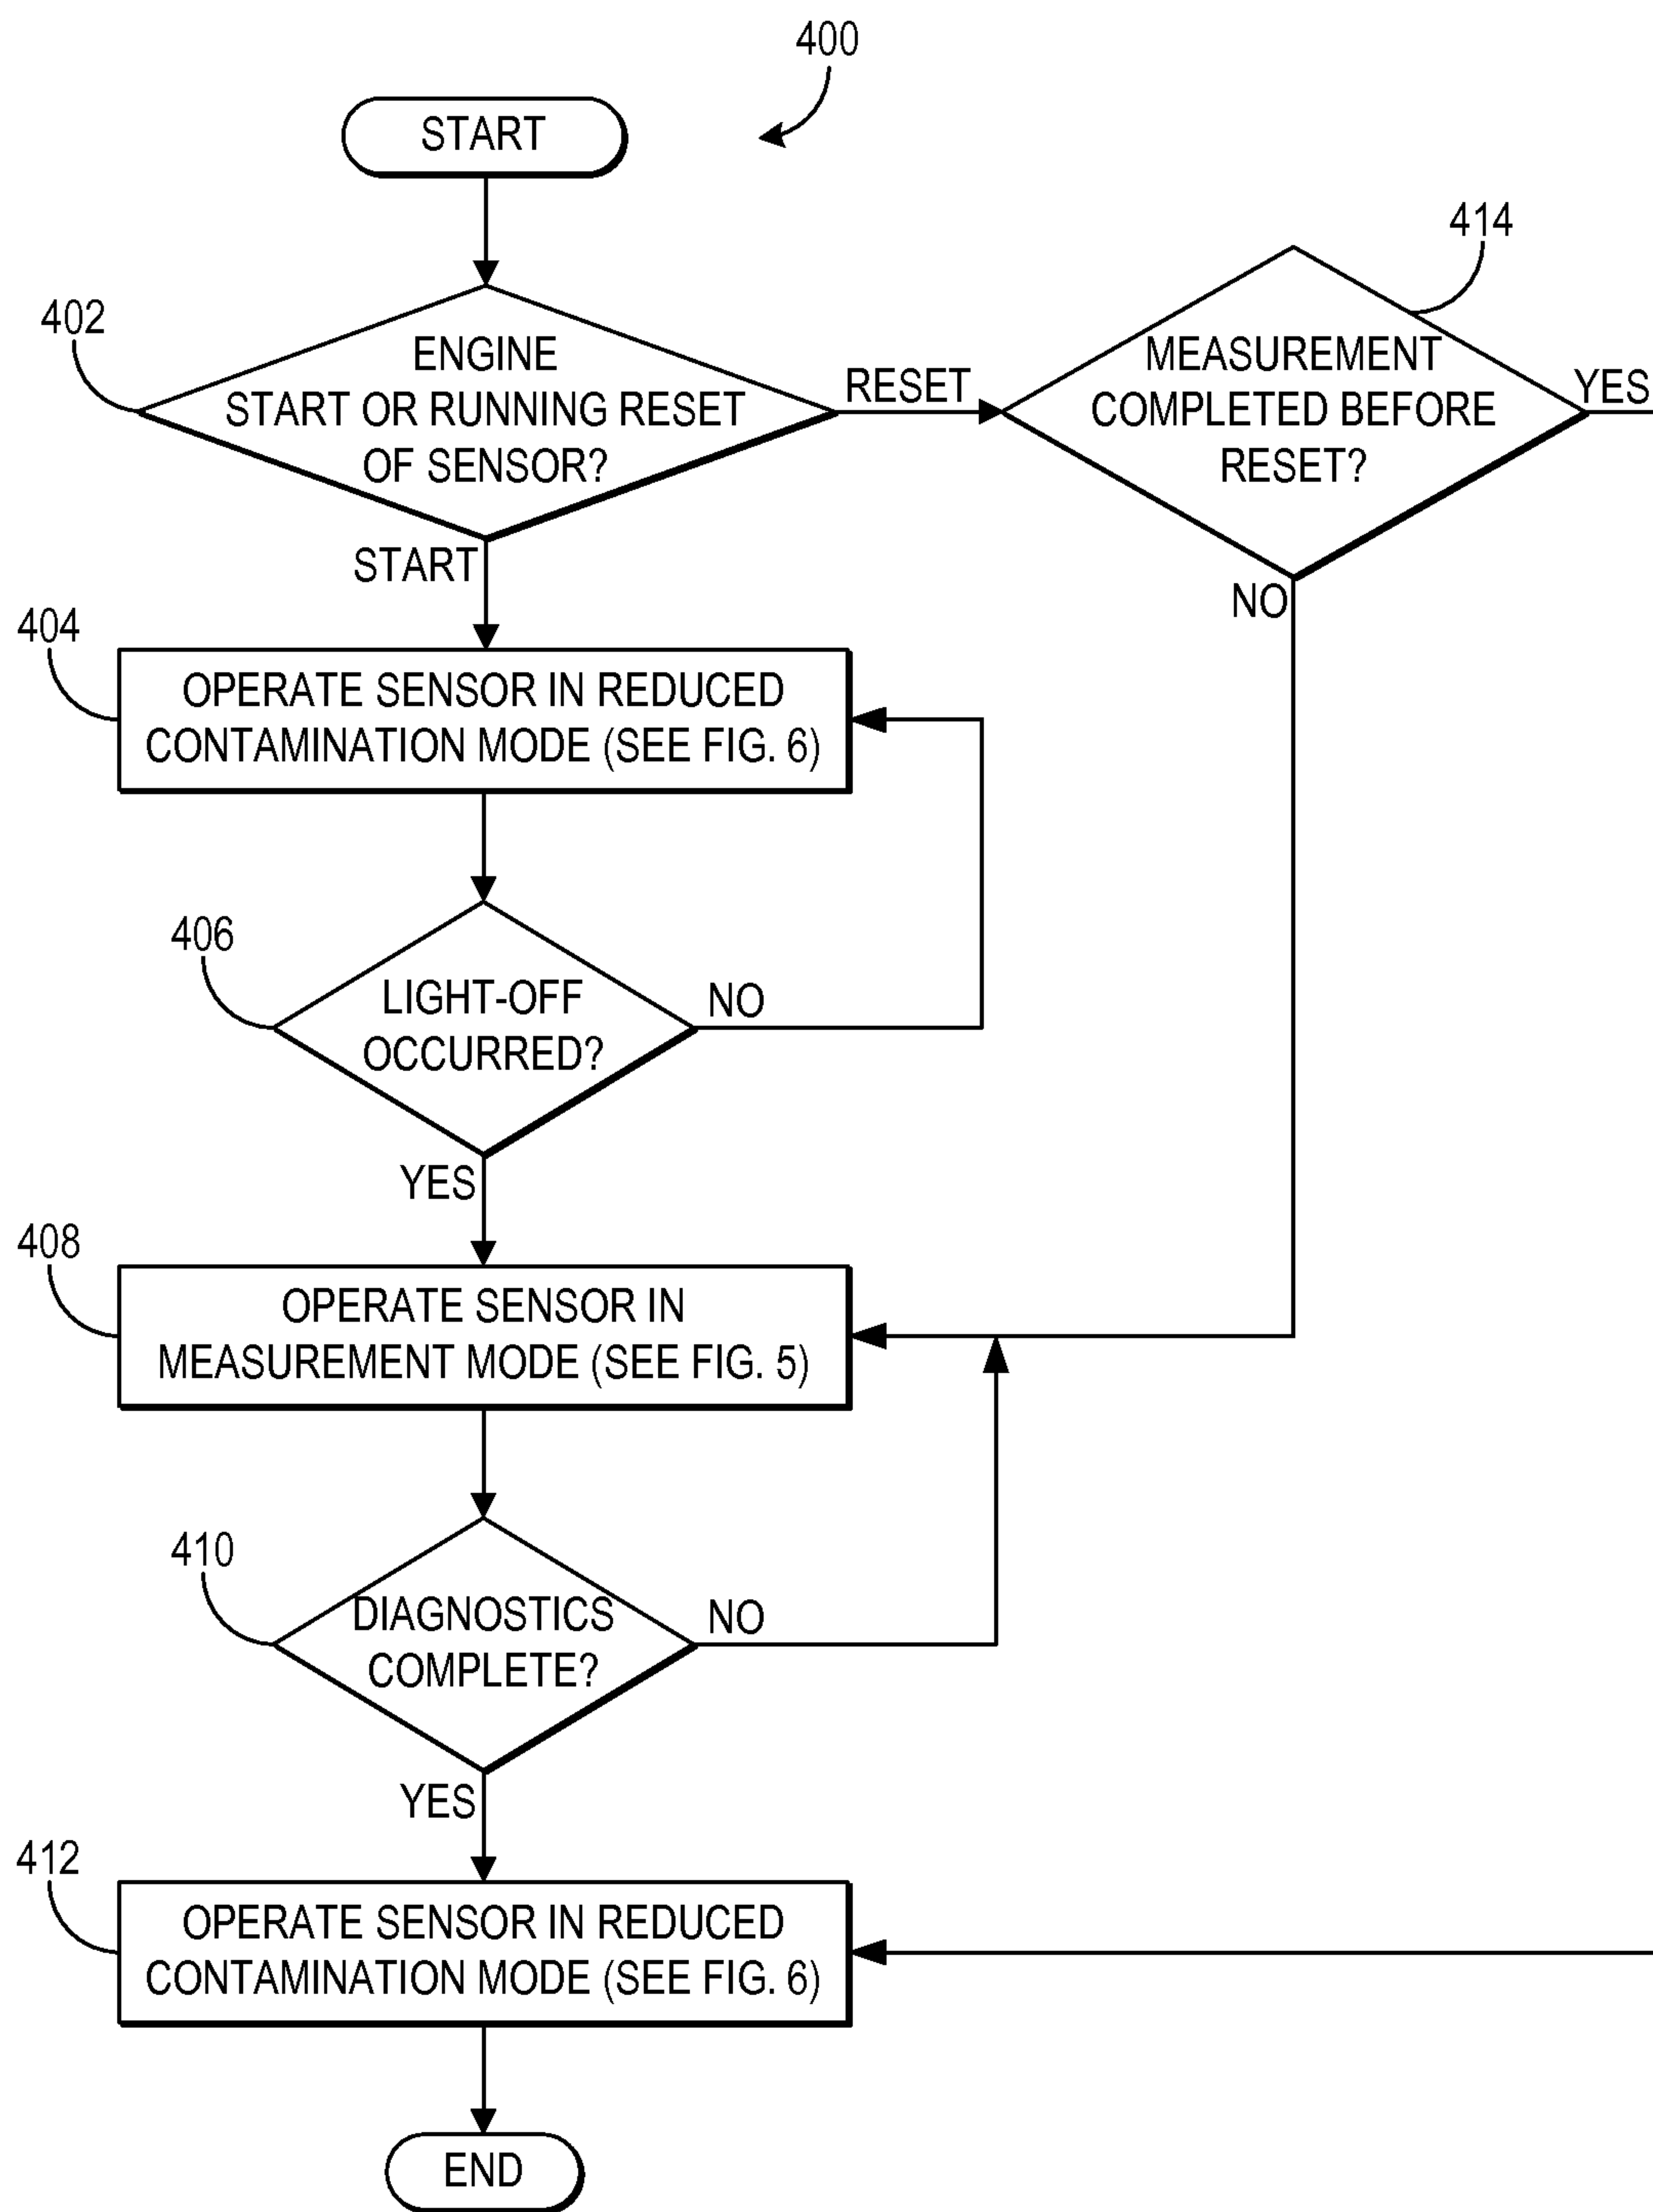 400
START
414
402
ENGINE
START OR RUNNING RESET
OF SENSOR?
RESET
MEASUREMENT
COMPLETED BEFORE
RESET?
YES
START
NO
404
OPERATE SENSOR IN REDUCED
CONTAMINATION MODE (SEE FIG. 6)
406
LIGHT-OFF
OCCURRED?
NO
YES
408
OPERATE SENSOR IN
MEASUREMENT MODE (SEE FIG. 5)
410
DIAGNOSTICS
COMPLETE?
NO
YES
412
OPERATE SENSOR IN REDUCED
CONTAMINATION MODE (SEE FIG. 6)
END